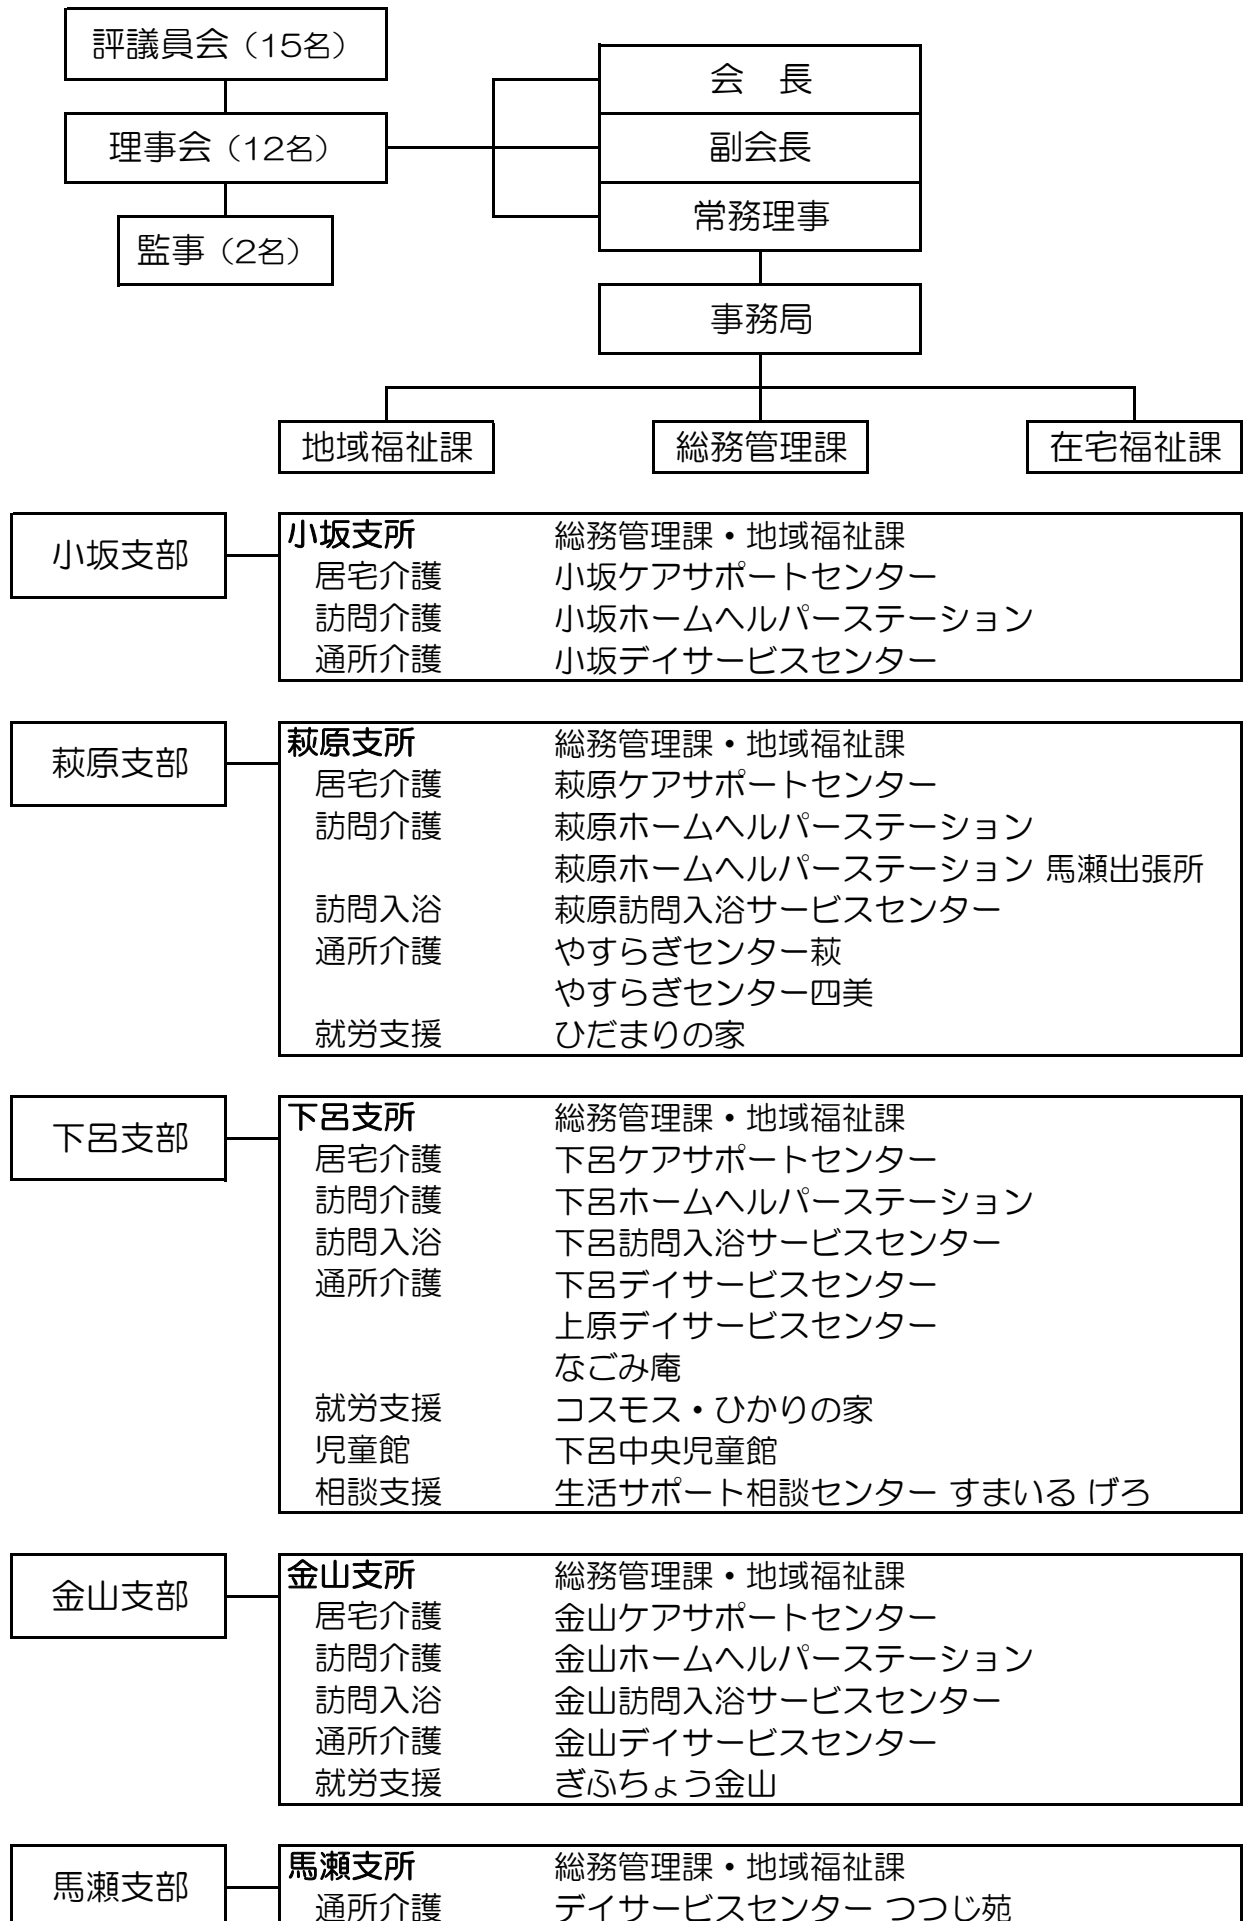 評議員会（15名）
会　長
理事会（12名）
副会長
常務理事
監事（2名）
事務局
地域福祉課
総務管理課
在宅福祉課
小坂支部
小坂支所 総務管理課・地域福祉課
居宅介護 小坂ケアサポートセンター
訪問介護 小坂ホームヘルパーステーション
通所介護 小坂デイサービスセンター
萩原支部
萩原支所 総務管理課・地域福祉課
居宅介護 萩原ケアサポートセンター
訪問介護 萩原ホームヘルパーステーション
萩原ホームヘルパーステーション 馬瀬出張所
訪問入浴 萩原訪問入浴サービスセンター
通所介護 やすらぎセンター萩
やすらぎセンター四美
就労支援 ひだまりの家
下呂支部
下呂支所 総務管理課・地域福祉課
居宅介護 下呂ケアサポートセンター
訪問介護 下呂ホームヘルパーステーション
訪問入浴 下呂訪問入浴サービスセンター
通所介護 下呂デイサービスセンター
上原デイサービスセンター
なごみ庵
就労支援 コスモス・ひかりの家
児童館 下呂中央児童館
相談支援 生活サポート相談センター すまいる げろ
金山支部
金山支所 総務管理課・地域福祉課
居宅介護 金山ケアサポートセンター
訪問介護 金山ホームヘルパーステーション
訪問入浴 金山訪問入浴サービスセンター
通所介護 金山デイサービスセンター
就労支援 ぎふちょう金山
馬瀬支部
馬瀬支所 総務管理課・地域福祉課
通所介護 デイサービスセンター つつじ苑